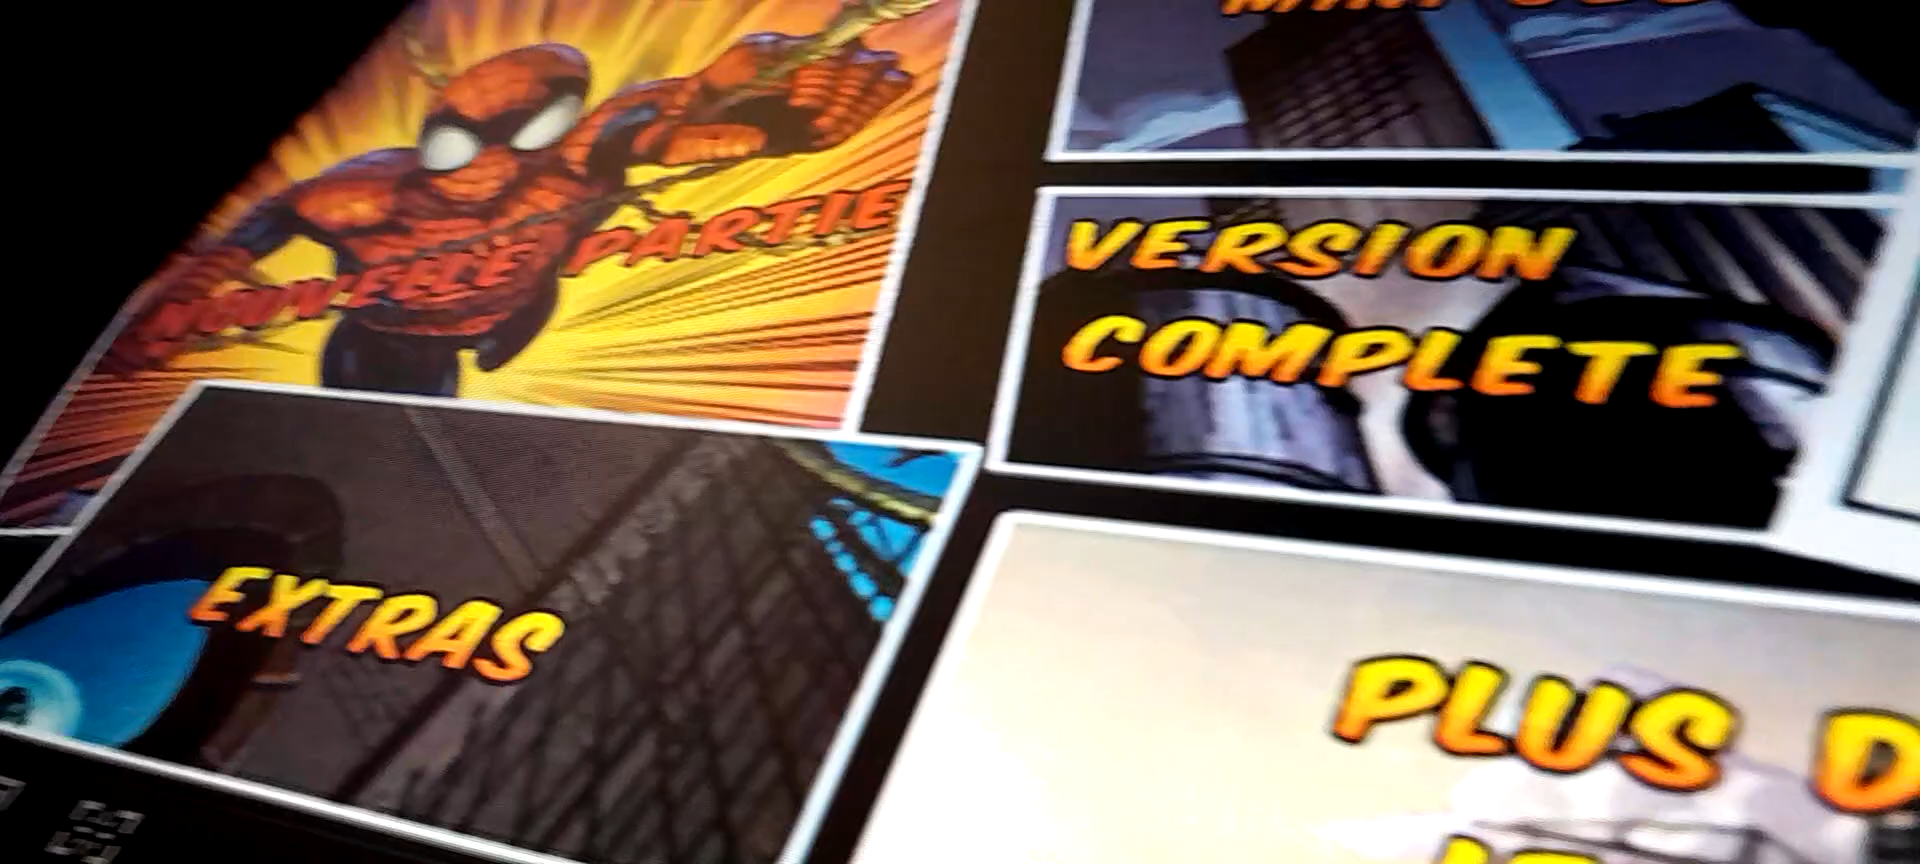 NOUVELLE PARTIE
VERSION
COMPLETE
EXTRAS
PLUS D